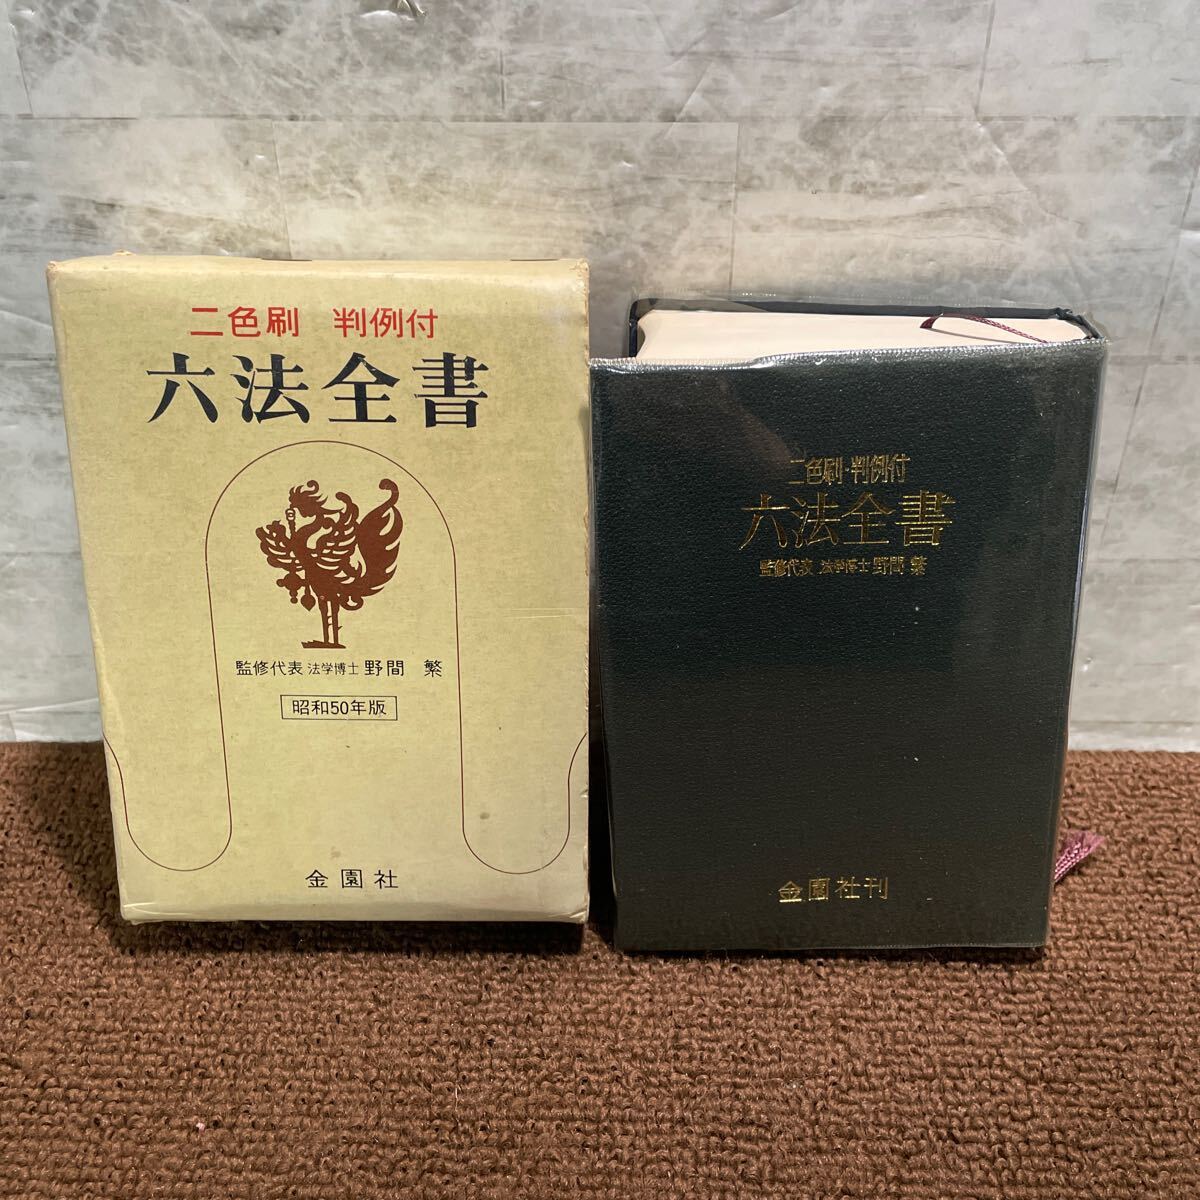 二色刷 判例付
六法全書
監修代表 法学博士 野間 繁
昭和50年版
金園社
二色刷・判例付
六法全書
監修代表 法学博士 野間 繁
金園社刊